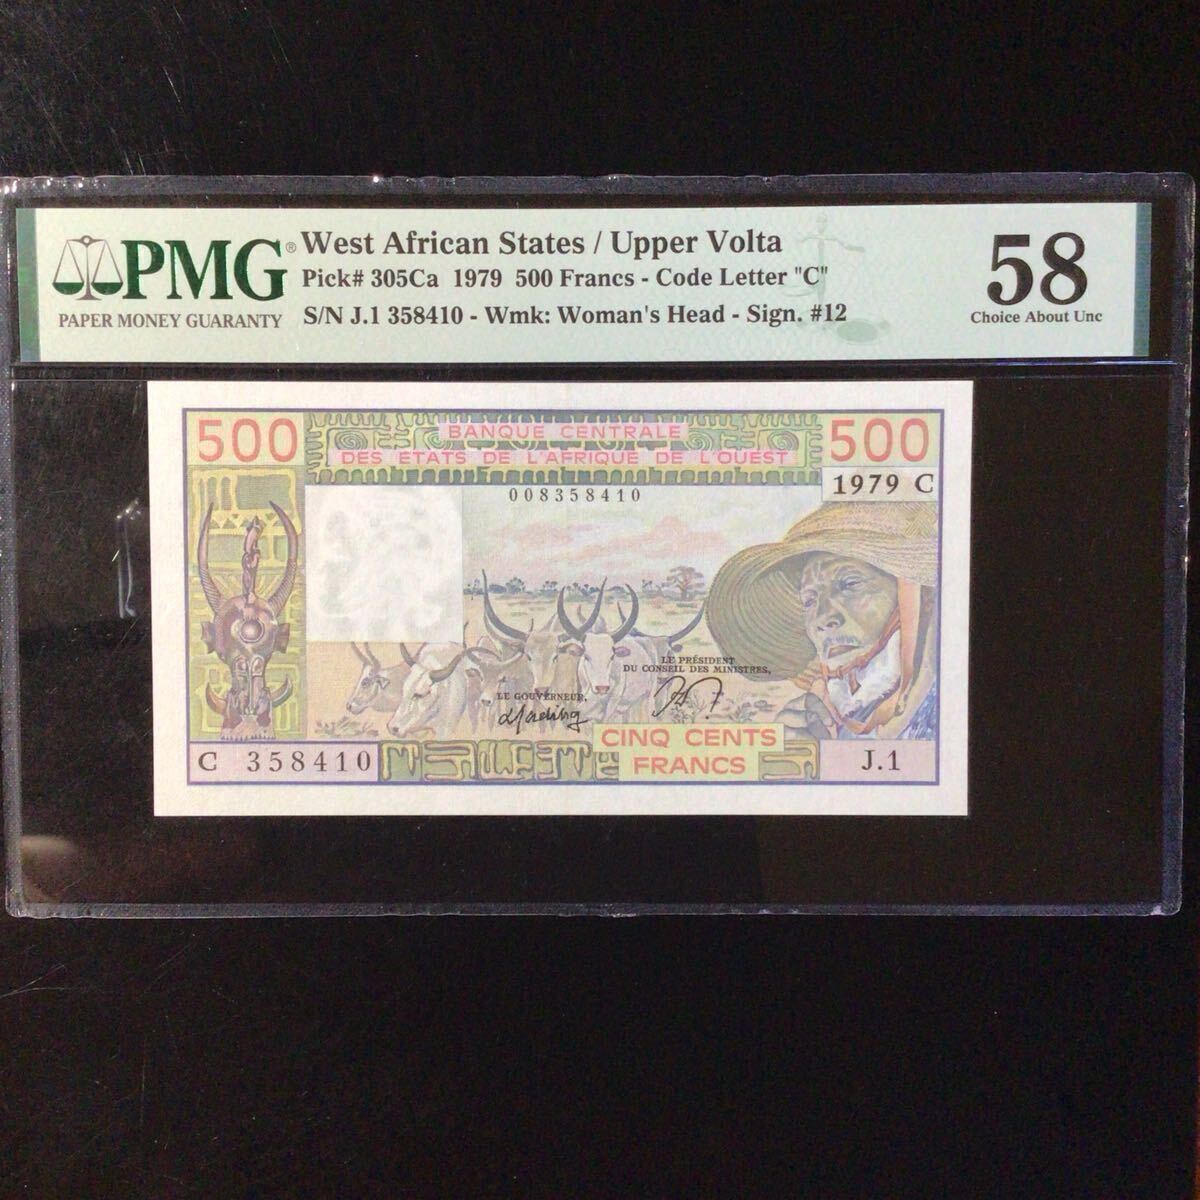 PMG®
PAPER MONEY GUARANTY
West African States / Upper Volta
Pick# 305Ca 1979 500 Francs - Code Letter "C"
S/N J.1 358410 - Wmk: Woman's Head - Sign. #12
58
Choice About Unc
500
BANQUE CENTRALE
DES ETATS DE L'AFRIQUE DE L'OUEST
500
1979 C
008358410
LE PRÉSIDENT
DU CONSEIL DES MINISTRES,
LE GOUVERNEUR,
CINQ CENTS
FRANCS
C 358410
J.1